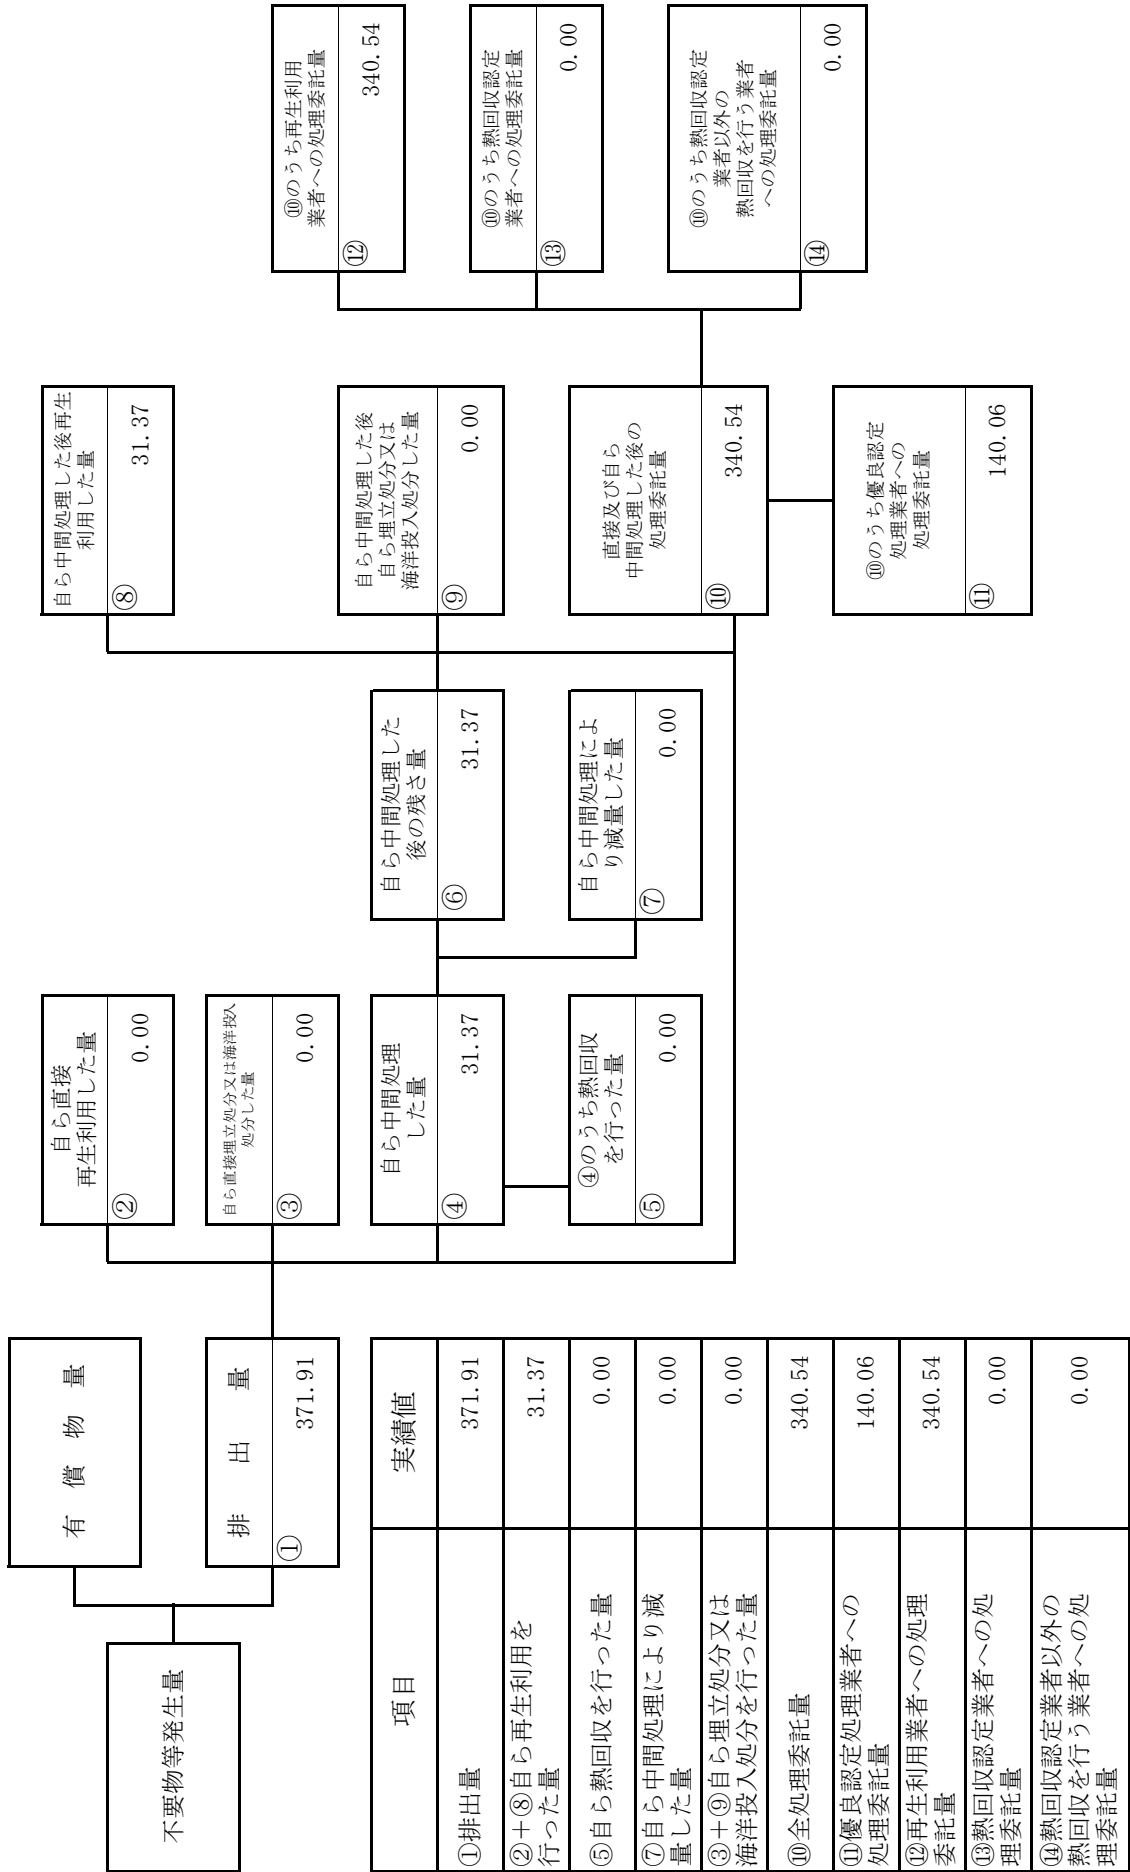 不要物等発生量
有償物量
排出量
①
371.91
自ら直接
再生利用した量
②
0.00
自ら直接埋立処分又は海洋投入
処分した量
③
0.00
自ら中間処理
した量
④
31.37
④のうち熱回収
を行った量
⑤
0.00
自ら中間処理した
後の残さ量
⑥
31.37
自ら中間処理によ
り減量した量
⑦
0.00
自ら中間処理した後再生
利用した量
⑧
31.37
自ら中間処理した後
自ら埋立処分又は
海洋投入処分した量
⑨
0.00
直接及び自ら
中間処理した後の
処理委託量
⑩
340.54
⑩のうち優良認定
処理業者への
処理委託量
⑪
140.06
⑩のうち再生利用
業者への処理委託量
⑫
340.54
⑩のうち熱回収認定
業者への処理委託量
⑬
0.00
⑩のうち熱回収認定
業者以外の
熱回収を行う業者
への処理委託量
⑭
0.00
項目 実績値
①排出量 371.91
②+⑧自ら再生利用を
行った量 31.37
⑤自ら熱回収を行った量 0.00
⑦自ら中間処理により減
量した量 0.00
③+⑨自ら埋立処分又は
海洋投入処分を行った量 0.00
⑩全処理委託量 340.54
⑪優良認定処理業者への
処理委託量 140.06
⑫再生利用業者への処理
委託量 340.54
⑬熱回収認定業者への処
理委託量 0.00
⑭熱回収認定業者以外の
熱回収を行う業者への処
理委託量 0.00